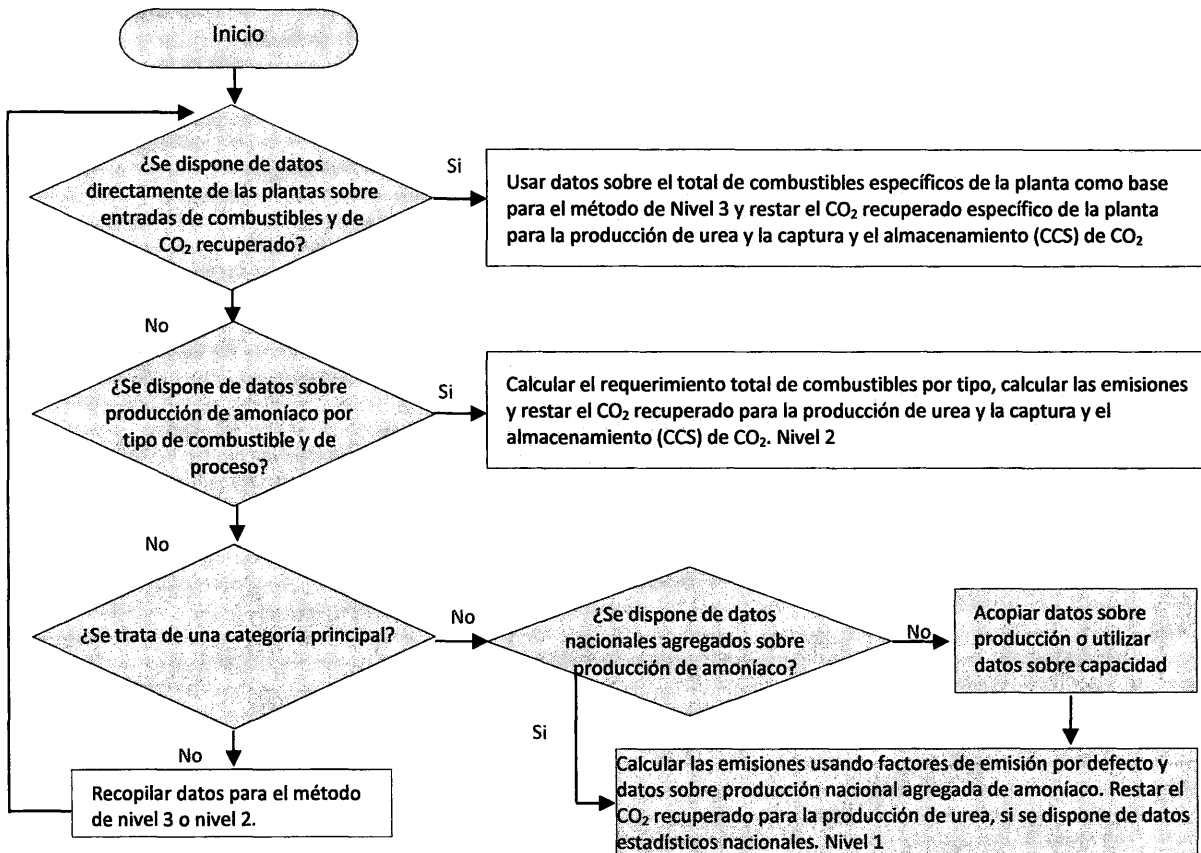 Inicio
¿Se dispone de datos
directamente de las plantas sobre
entradas de combustibles y de
CO₂ recuperado?
Si
Usar datos sobre el total de combustibles específicos de la planta como base
para el método de Nivel 3 y restar el CO₂ recuperado específico de la planta
para la producción de urea y la captura y el almacenamiento (CCS) de CO₂
No
¿Se dispone de datos sobre
producción de amoníaco por
tipo de combustible y de
proceso?
Si
Calcular el requerimiento total de combustibles por tipo, calcular las emisiones
y restar el CO₂ recuperado para la producción de urea y la captura y el
almacenamiento (CCS) de CO₂. Nivel 2
No
¿Se trata de una categoría principal?
No
¿Se dispone de datos
nacionales agregados sobre
producción de amoníaco?
No
Acopiar datos sobre
producción o utilizar
datos sobre capacidad
Si
No
Recopilar datos para el método
de nivel 3 o nivel 2.
Calcular las emisiones usando factores de emisión por defecto y
datos sobre producción nacional agregada de amoníaco. Restar el
CO₂ recuperado para la producción de urea, si se dispone de datos
estadísticos nacionales. Nivel 1